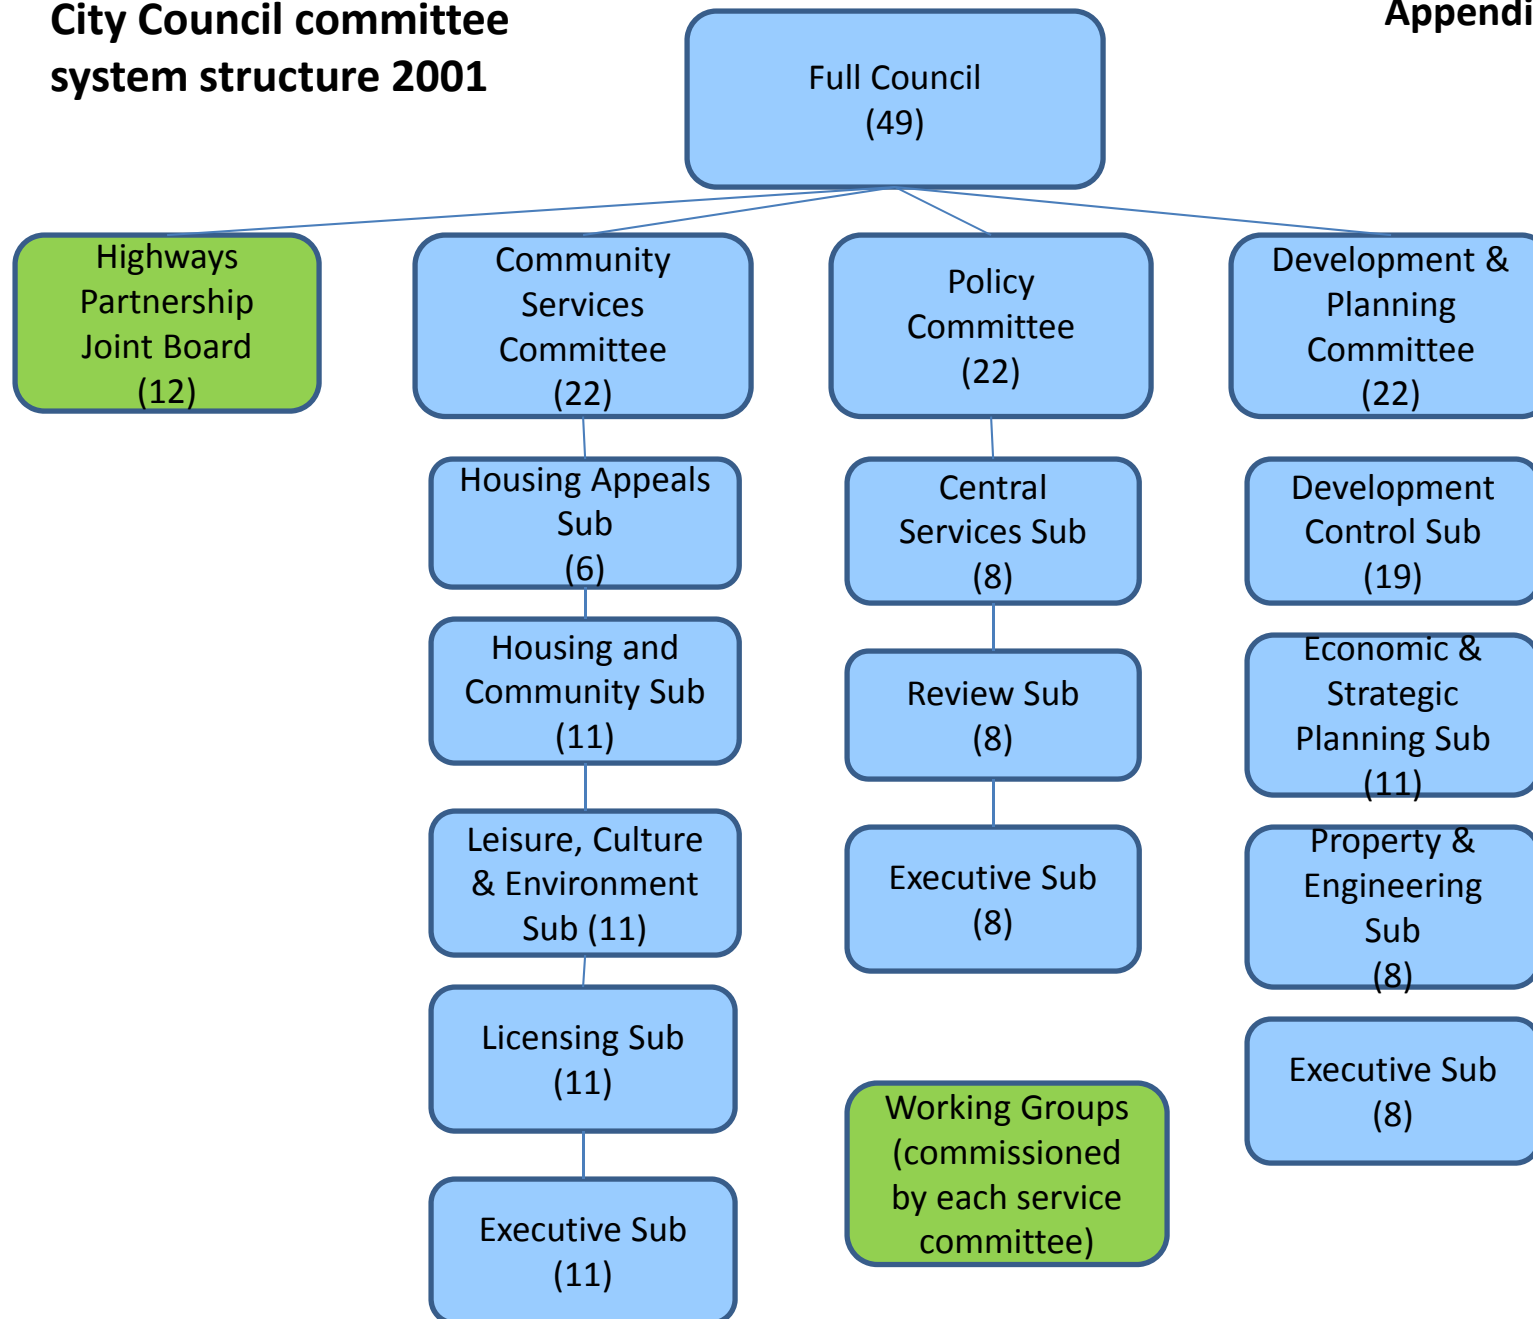 City Council committee
system structure 2001
Appendi
Full Council
(49)
Highways
Partnership
Joint Board
(12)
Community
Services
Committee
(22)
Policy
Committee
(22)
Development &
Planning
Committee
(22)
Housing Appeals
Sub
(6)
Housing and
Community Sub
(11)
Leisure, Culture
& Environment
Sub (11)
Licensing Sub
(11)
Executive Sub
(11)
Central
Services Sub
(8)
Review Sub
(8)
Executive Sub
(8)
Working Groups
(commissioned
by each service
committee)
Development
Control Sub
(19)
Economic &
Strategic
Planning Sub
(11)
Property &
Engineering
Sub
(8)
Executive Sub
(8)